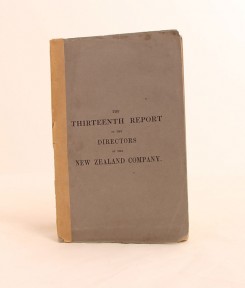 THE
THIRTEENTH REPORT
OF THE
DIRECTORS
OF THE
NEW ZEALAND COMPANY.